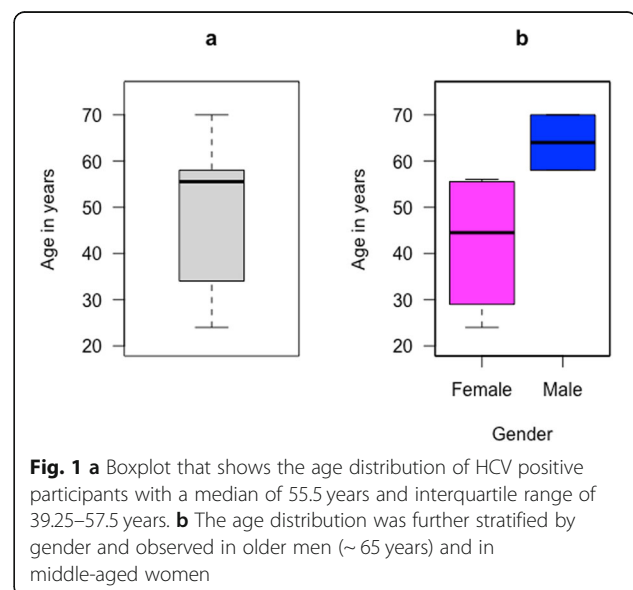 a
70
60
50
40
30
20
Age in years
b
70
60
50
40
30
20
Age in years
Female Male
Gender
Fig. 1 a Boxplot that shows the age distribution of HCV positive
participants with a median of 55.5 years and interquartile range of
39.25–57.5 years. b The age distribution was further stratified by
gender and observed in older men (~ 65 years) and in
middle-aged women